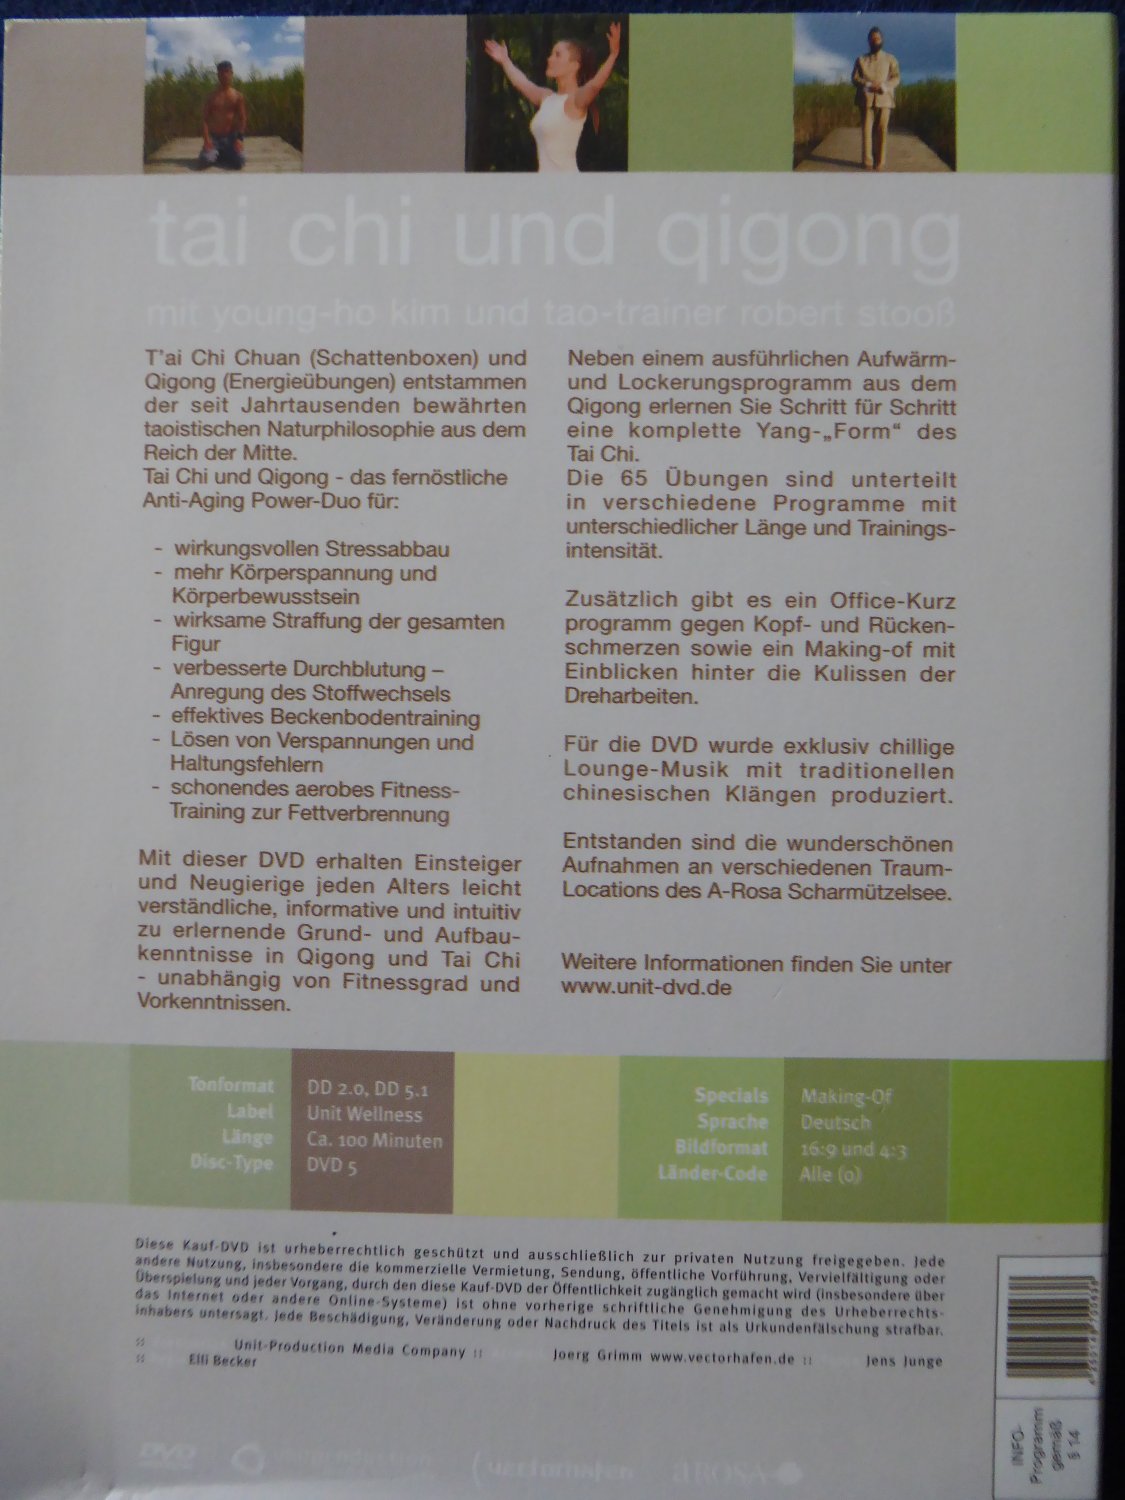 tai chi und qigong
mit young-ho kim und tao-trainer robert stooß
T'ai Chi Chuan (Schattenboxen) und
Qigong (Energieübungen) entstammen
der seit Jahrtausenden bewährten
taoistischen Naturphilosophie aus dem
Reich der Mitte.
Tai Chi und Qigong - das fernöstliche
Anti-Aging Power-Duo für:
- wirkungsvollen Stressabbau
- mehr Körperspannung und
Körperbewusstsein
- wirksame Straffung der gesamten
Figur
- verbesserte Durchblutung –
Anregung des Stoffwechsels
- effektives Beckenbodentraining
- Lösen von Verspannungen und
Haltungsfehlern
- schonendes aerobes Fitness-
Training zur Fettverbrennung
Mit dieser DVD erhalten Einsteiger
und Neugierige jeden Alters leicht
verständliche, informative und intuitiv
zu erlernende Grund- und Aufbau-
kenntnisse in Qigong und Tai Chi
- unabhängig von Fitnessgrad und
Vorkenntnissen.
Neben einem ausführlichen Aufwärm-
und Lockerungsprogramm aus dem
Qigong erlernen Sie Schritt für Schritt
eine komplette Yang-„Form“ des
Tai Chi.
Die 65 Übungen sind unterteilt
in verschiedene Programme mit
unterschiedlicher Länge und Trainings-
intensität.
Zusätzlich gibt es ein Office-Kurz
programm gegen Kopf- und Rücken-
schmerzen sowie ein Making-of mit
Einblicken hinter die Kulissen der
Dreharbeiten.
Für die DVD wurde exklusiv chillige
Lounge-Musik mit traditionellen
chinesischen Klängen produziert.
Entstanden sind die wunderschönen
Aufnahmen an verschiedenen Traum-
Locations des A-Rosa Scharmützelsee.
Weitere Informationen finden Sie unter
www.unit-dvd.de
Tonformat DD 2.0, DD 5.1
Label Unit Wellness
Länge Ca. 100 Minuten
Disc-Type DVD 5
Specials Making-Of
Sprache Deutsch
Bildformat 16:9 und 4:3
Länder-Code Alle (0)
Diese Kauf-DVD ist urheberrechtlich geschützt und ausschließlich zur privaten Nutzung freigegeben. Jede
andere Nutzung, insbesondere die kommerzielle Vermietung, Sendung, öffentliche Vorführung, Vervielfältigung oder
Überspielung und jeder Vorgang, durch den diese Kauf-DVD der Öffentlichkeit zugänglich gemacht wird (insbesondere über
das Internet oder andere Online-Systeme) ist ohne vorherige schriftliche Genehmigung des Urheberrechts-
inhabers untersagt. Jede Beschädigung, Veränderung oder Nachdruck des Titels ist als Urkundenfälschung strafbar.
:: Unit-Production Media Company :: Joerg Grimm www.vectorhafen.de :: Jens Junge
:: Elli Becker
DVD
vectorhafen
aROSA
INFO-
Programm
gemäß
§ 14